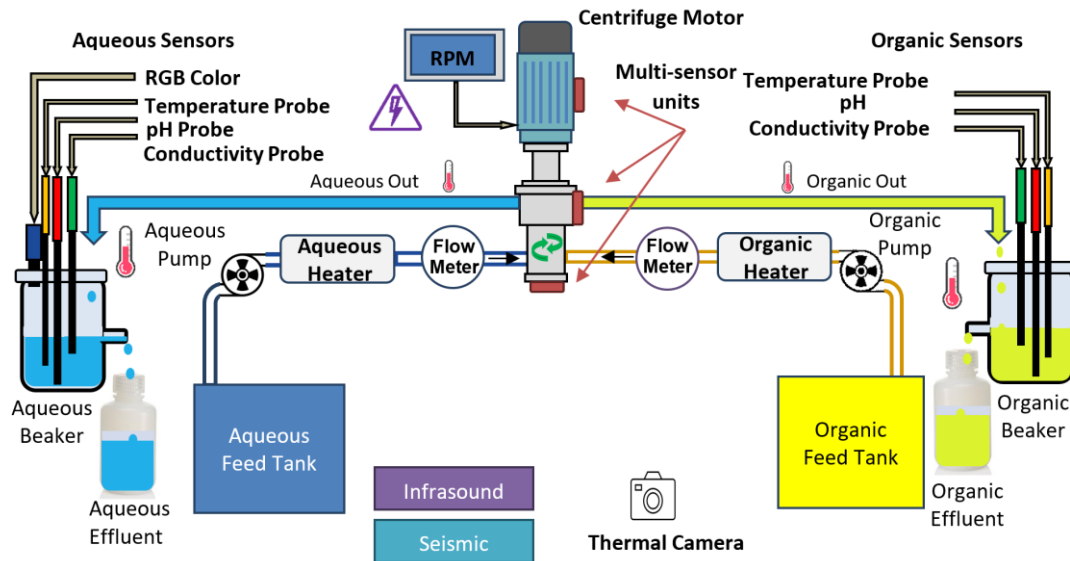 Aqueous Sensors
RGB Color
Temperature Probe
pH Probe
Conductivity Probe
RPM
Centrifuge Motor
Multi-sensor
units
Organic Sensors
Temperature Probe
pH
Conductivity Probe
Aqueous Out
Organic Out
Aqueous
Pump
Aqueous
Heater
Flow
Meter
Flow
Meter
Organic
Heater
Organic
Pump
Aqueous
Beaker
Aqueous
Effluent
Aqueous
Feed Tank
Infrasound
Seismic
Thermal Camera
Organic
Feed Tank
Organic
Effluent
Organic
Beaker